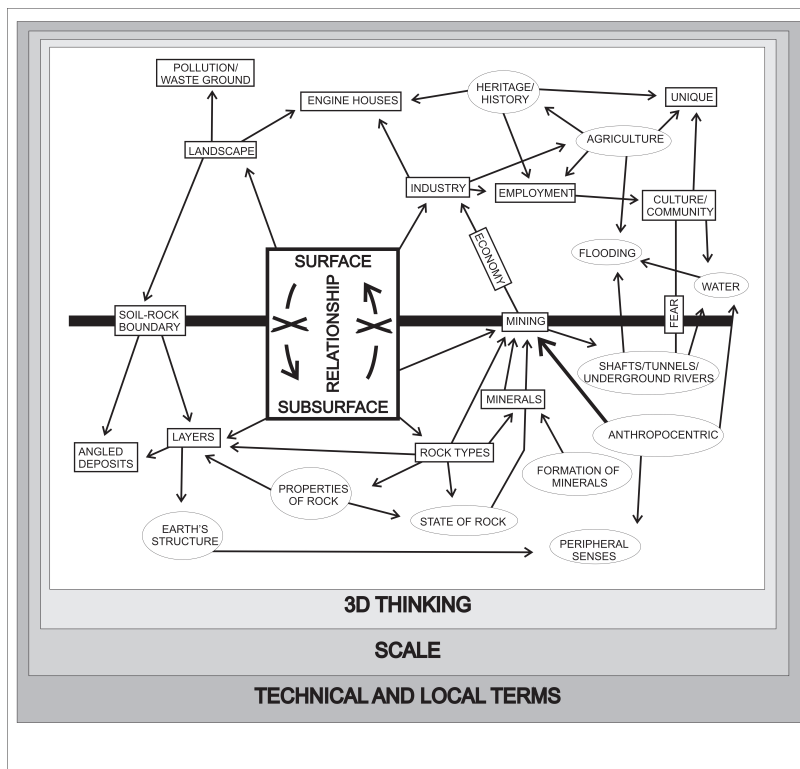 POLLUTION/
WASTE GROUND
ENGINE HOUSES
HERITAGE/
HISTORY
UNIQUE
LANDSCAPE
AGRICULTURE
INDUSTRY
EMPLOYMENT
CULTURE/
COMMUNITY
ECONOMY
SURFACE
RELATIONSHIP
SUBSURFACE
FLOODING
WATER
SOIL-ROCK
BOUNDARY
MINING
FEAR
SHAFTS/TUNNELS/
UNDERGROUND RIVERS
MINERALS
ANTHROPOCENTRIC
LAYERS
ANGLED
DEPOSITS
ROCK TYPES
FORMATION OF
MINERALS
PROPERTIES
OF ROCK
STATE OF ROCK
EARTH'S
STRUCTURE
PERIPHERAL
SENSES
3D THINKING
SCALE
TECHNICAL AND LOCAL TERMS